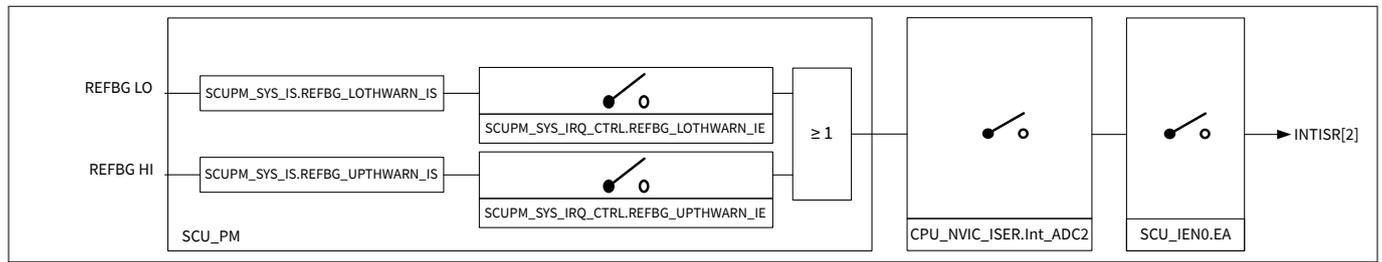 REFBG LO
SCUPM_SYS_IS.REFBG_LOTHWARN_IS
SCUPM_SYS_IRQ_CTRL.REFBG_LOTHWARN_IE
≥ 1
INTISR[2]
REFBG HI
SCUPM_SYS_IS.REFBG_UPTHWARN_IS
SCUPM_SYS_IRQ_CTRL.REFBG_UPTHWARN_IE
SCU_PM
CPU_NVIC_ISER.Int_ADC2
SCU_IEN0.EA